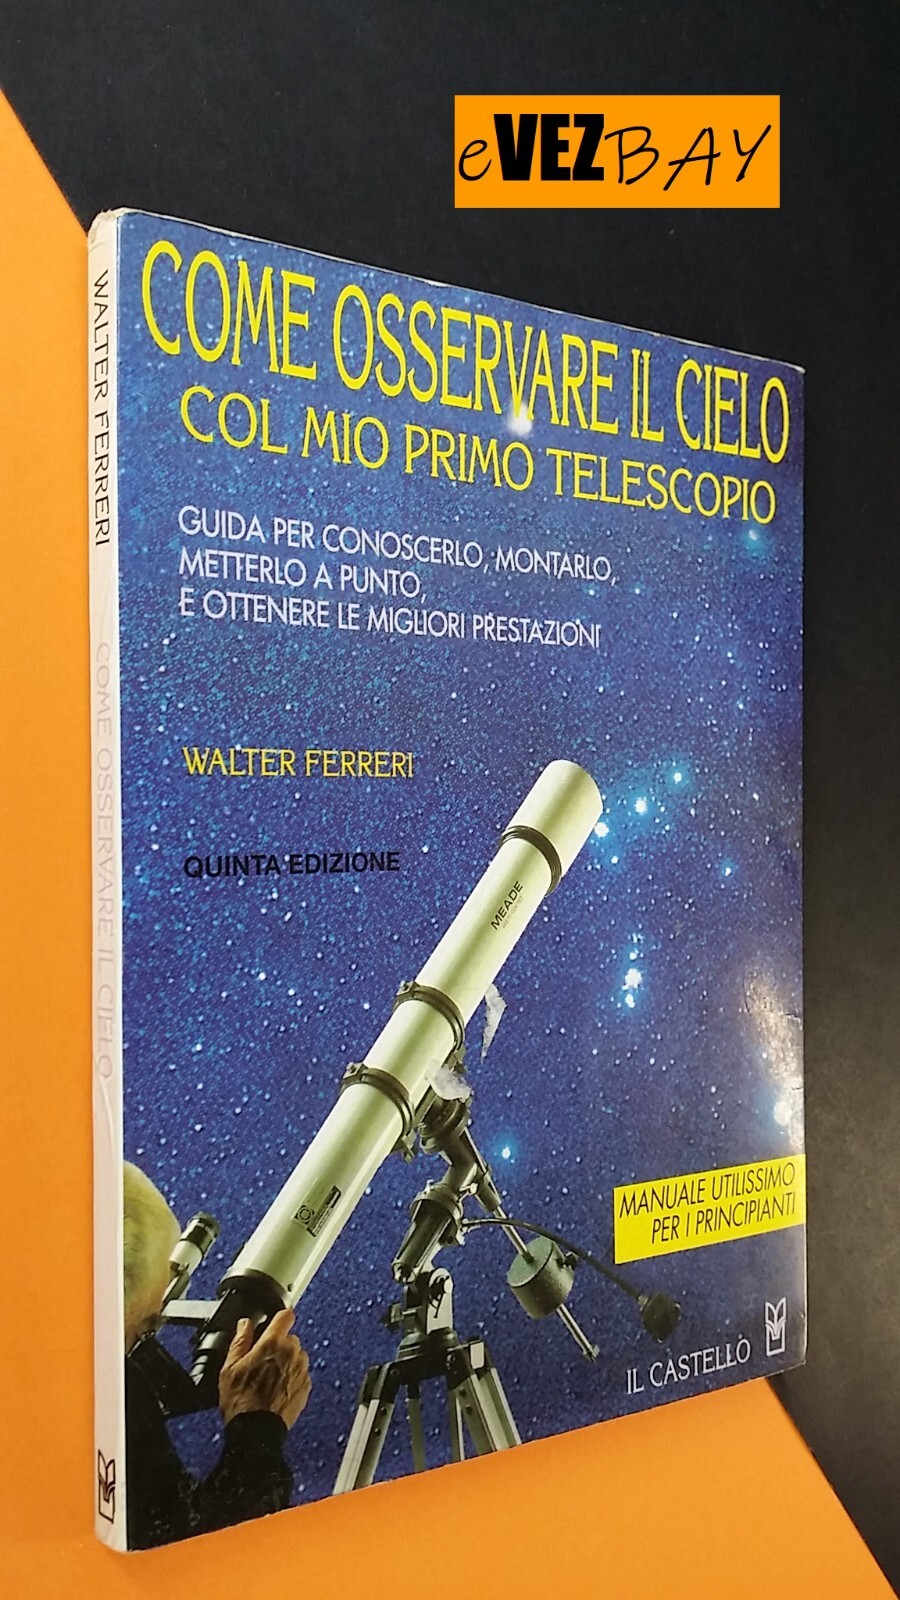 eVEZBAY
COME OSSERVARE IL CIELO
COL MIO PRIMO TELESCOPIO
GUIDA PER CONOSCERLO, MONTARLO,
METTERLO A PUNTO,
E OTTENERE LE MIGLIORI PRESTAZIONI
WALTER FERRERI
QUINTA EDIZIONE
MEADE
MANUALE UTILISSIMO
PER I PRINCIPIANTI
IL CASTELLO
WALTER FERRERI COME OSSERVARE IL CIELO